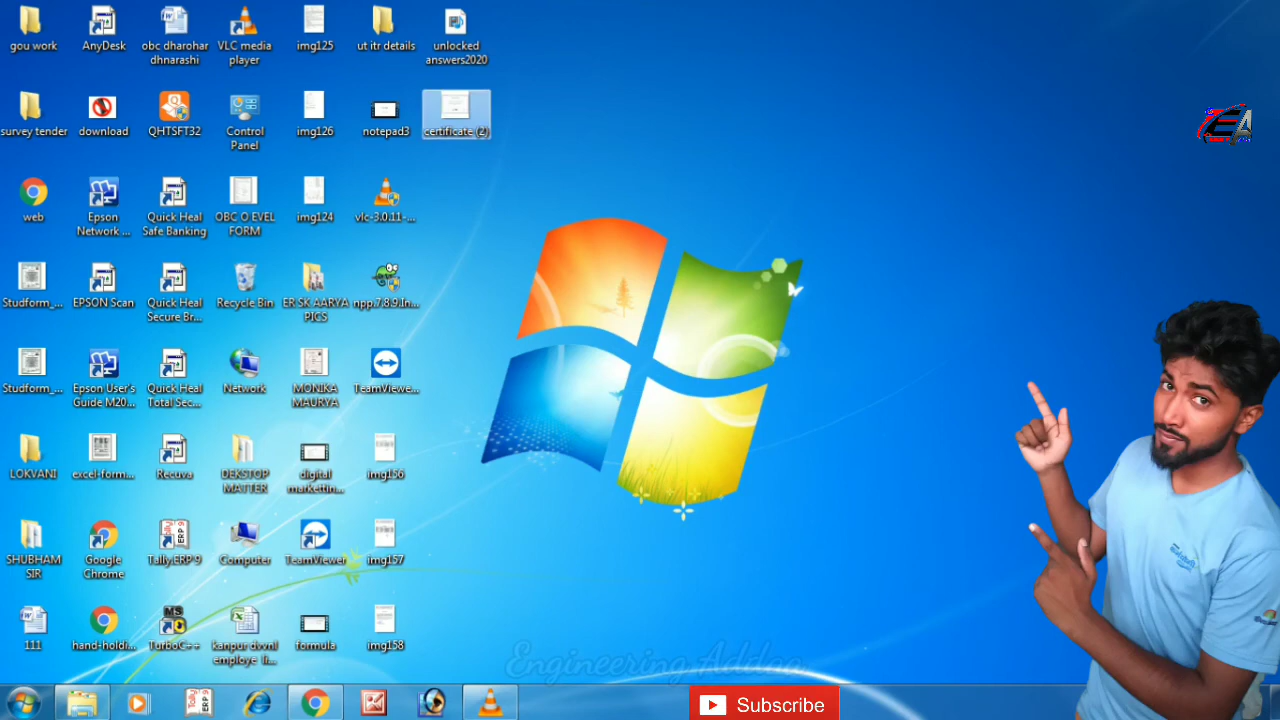 gou work
AnyDesk
obc dharohar
dhnarashi
VLC media
player
img125
ut itr details
unlocked
answers2020
survey tender
download
QHTSFT32
Control
Panel
img126
notepad3
certificate (2)
web
Epson
Network ...
Quick Heal
Safe Banking
OBC O EVEL
FORM
img124
vlc-3.0.11-...
Studform_...
EPSON Scan
Quick Heal
Secure Br...
Recycle Bin
ER SK AARYA
PICS
npp.7.8.9.In...
Studform_...
Epson User's
Guide M20...
Quick Heal
Total Sec...
Network
MONIKA
MAURYA
TeamViewe...
LOKVANI
excel-form...
Recuva
DEKSTOP
MATTER
digital
markettin...
img156
SHUBHAM
SIR
Google
Chrome
Tally.ERP 9
Computer
TeamViewer
img157
111
hand-holdi...
TurboC++
kanpur dvvnl
employe li...
formula
img158
EA
Engineering Addaa
Tally
ERP 9
Subscribe